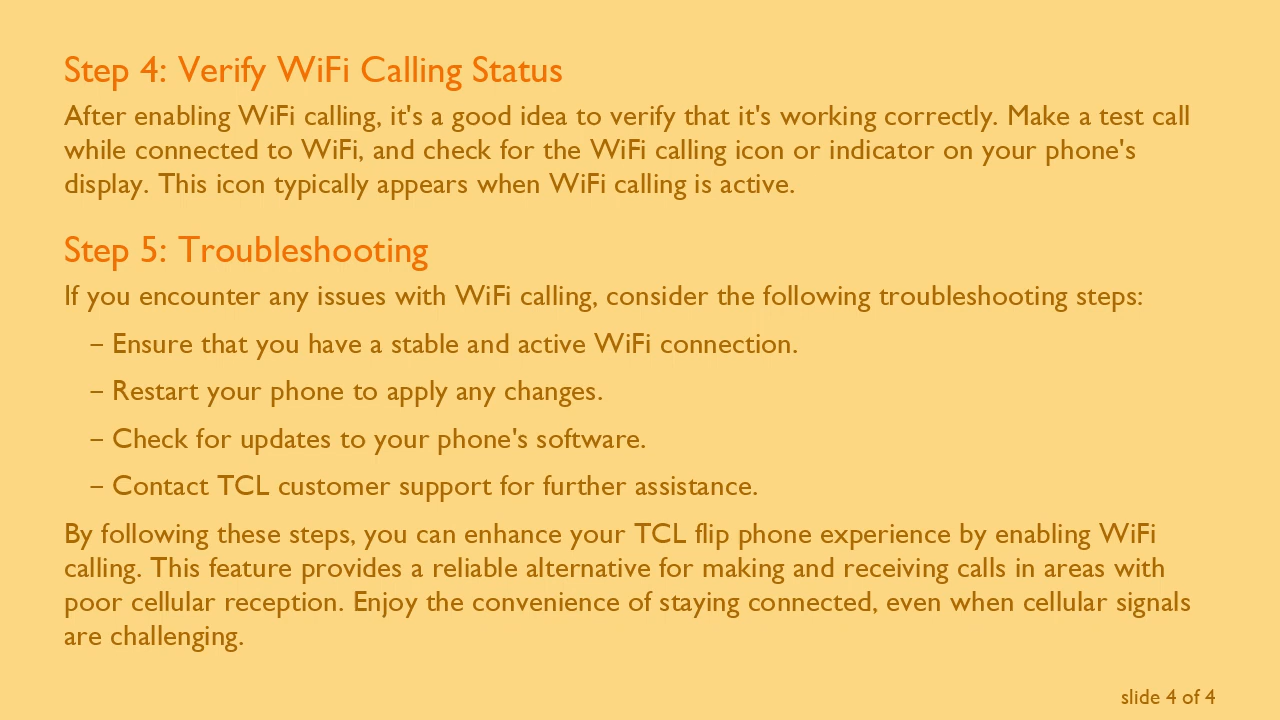 Step 4: Verify WiFi Calling Status
After enabling WiFi calling, it's a good idea to verify that it's working correctly. Make a test call
while connected to WiFi, and check for the WiFi calling icon or indicator on your phone's
display. This icon typically appears when WiFi calling is active.
Step 5: Troubleshooting
If you encounter any issues with WiFi calling, consider the following troubleshooting steps:
– Ensure that you have a stable and active WiFi connection.
– Restart your phone to apply any changes.
– Check for updates to your phone's software.
– Contact TCL customer support for further assistance.
By following these steps, you can enhance your TCL flip phone experience by enabling WiFi
calling. This feature provides a reliable alternative for making and receiving calls in areas with
poor cellular reception. Enjoy the convenience of staying connected, even when cellular signals
are challenging.
slide 4 of 4